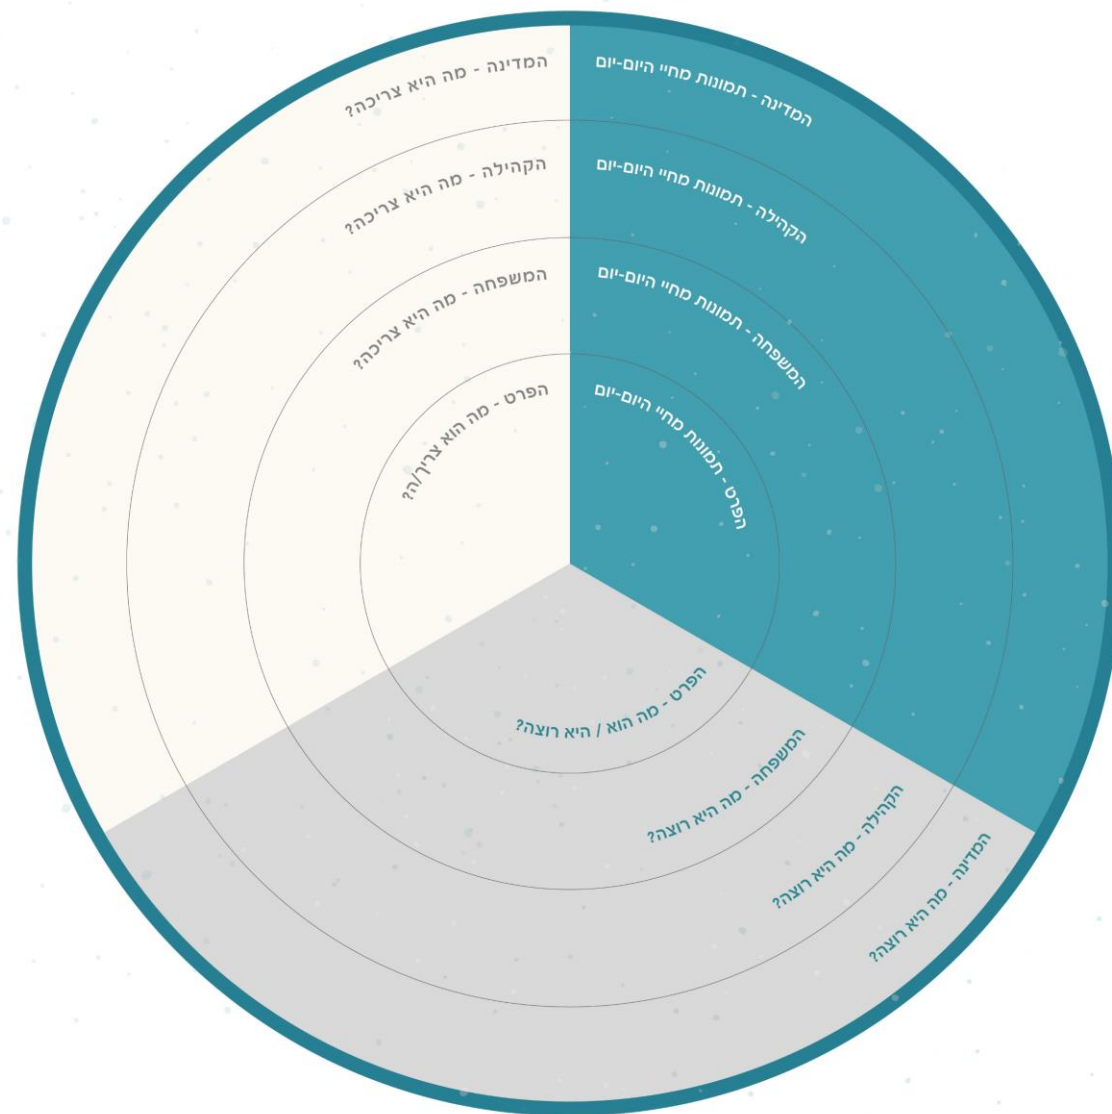 המדינה - תמונות מחיי היום-יום
הקהילה - תמונות מחיי היום-יום
המשפחה - תמונות מחיי היום-יום
הפרט - תמונות מחיי היום-יום
המדינה - מה היא צריכה?
הקהילה - מה היא צריכה?
המשפחה - מה היא צריכה?
הפרט - מה הוא צריך/ה?
הפרט - מה הוא / היא רוצה?
המשפחה - מה היא רוצה?
הקהילה - מה היא רוצה?
המדינה - מה היא רוצה?